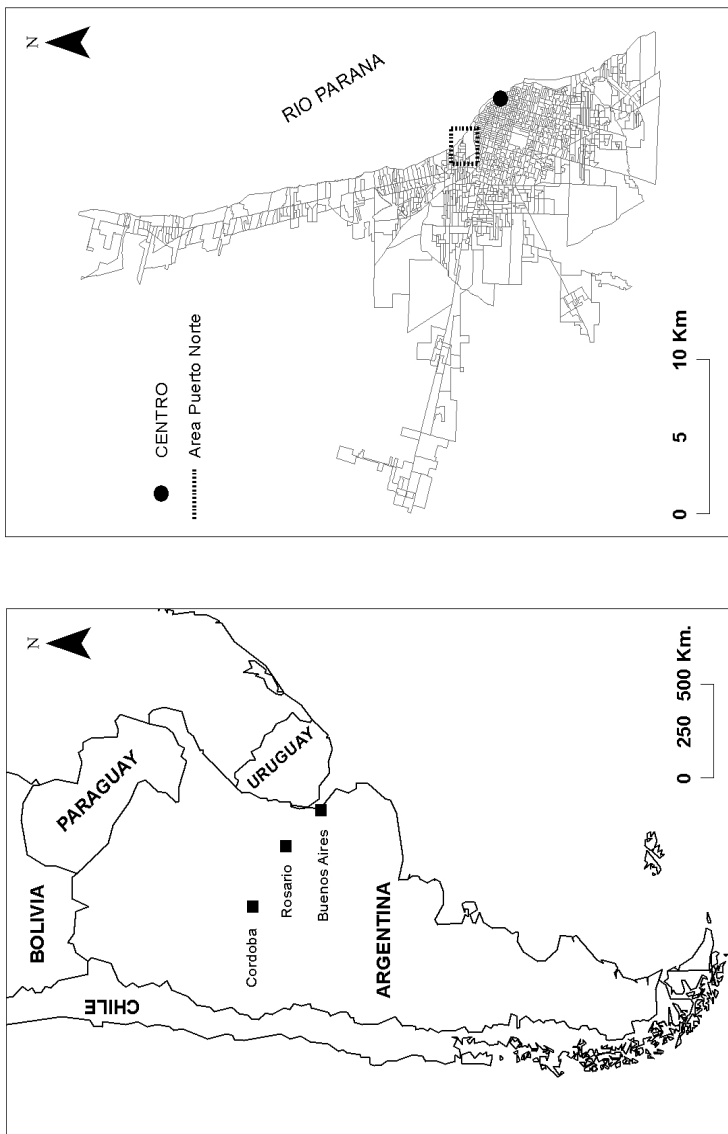 N
BOLIVIA
PARAGUAY
CHILE
URUGUAY
Cordoba
Rosario
Buenos Aires
ARGENTINA
0 250 500 Km.
N
RIO PARANA
CENTRO
Area Puerto Norte
0 5 10 Km